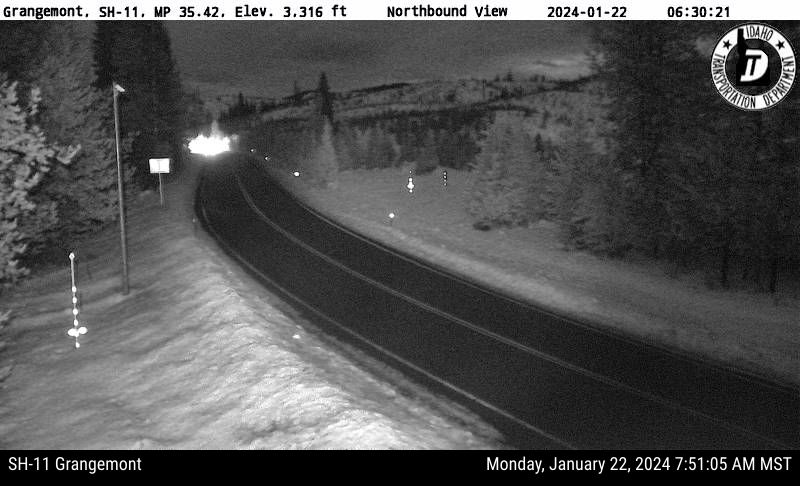 Grangemont, SH-11, MP 35.42, Elev. 3,316 ft Northbound View 2024-01-22 06:30:21
IDAHO
TRANSPORTATION DEPARTMENT
SH-11 Grangemont Monday, January 22, 2024 7:51:05 AM MST